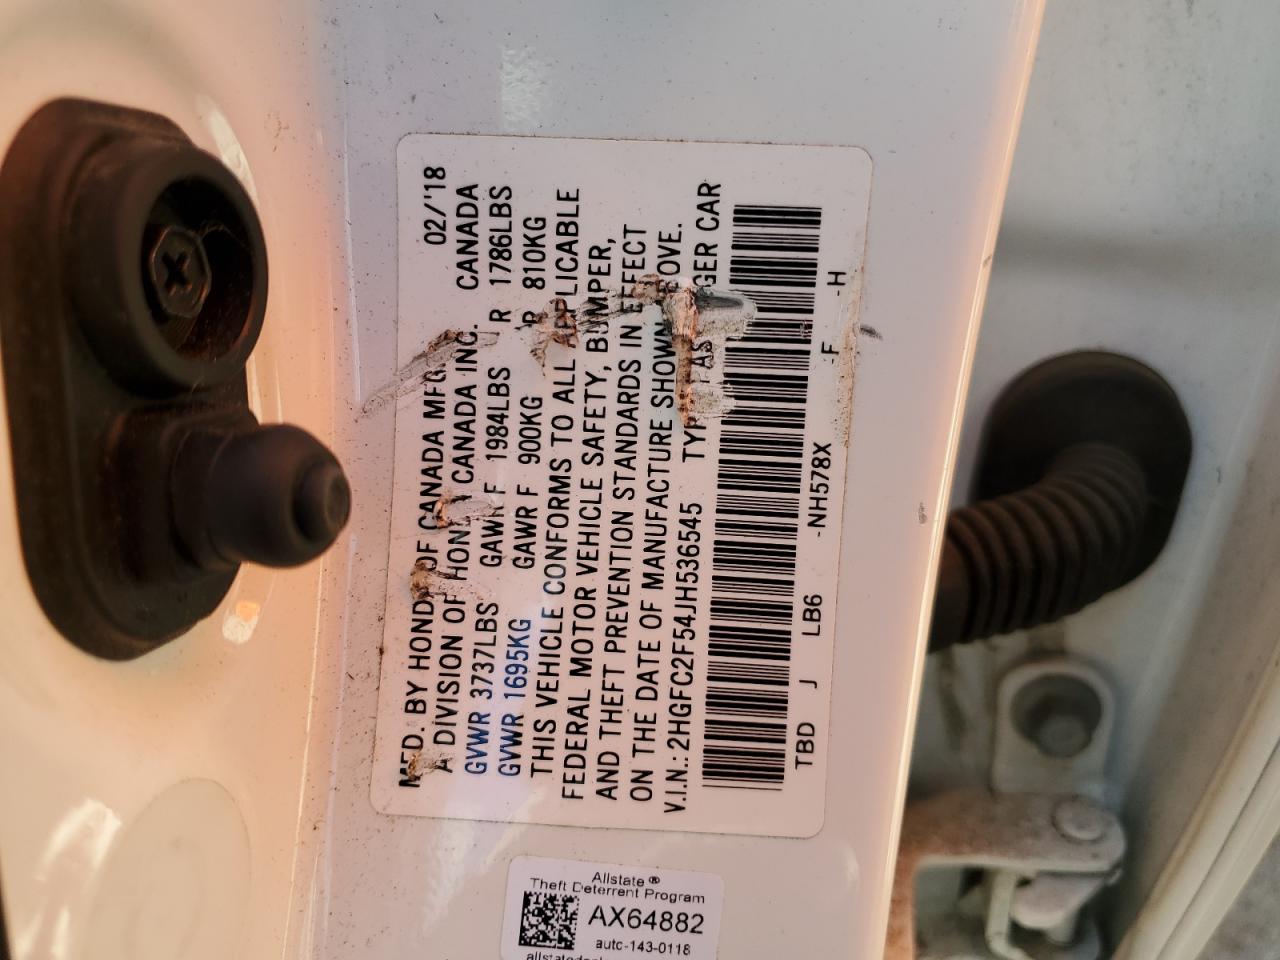 MFD. BY HONDA OF CANADA MFG. 02/'18
A DIVISION OF HONDA CANADA INC. CANADA
GVWR 3737LBS GAWR F 1984LBS R 1786LBS
GVWR 1695KG GAWR F 900KG R 810KG
THIS VEHICLE CONFORMS TO ALL APPLICABLE
FEDERAL MOTOR VEHICLE SAFETY, BUMPER,
AND THEFT PREVENTION STANDARDS IN EFFECT
ON THE DATE OF MANUFACTURE SHOWN
V.I.N.: 2HGFC2F54JH536545 CAR
TBD J LB6 -NH578X -F -H
Allstate ®
Theft Deterrent Program
AX64882
autc-143-0118